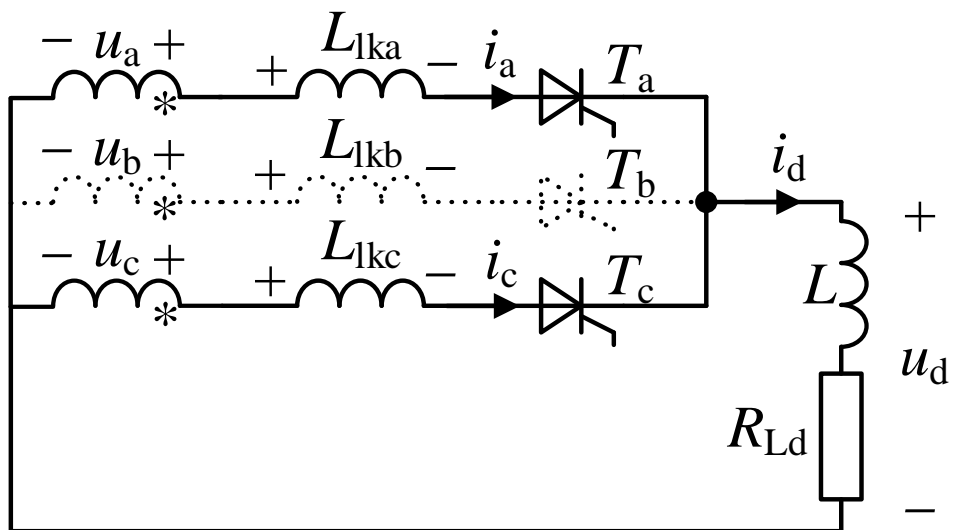 − u_a + + L_lka − i_a T_a
− u_b + + L_lkb − T_b i_d
− u_c + + L_lkc − i_c T_c +
* * *
L
u_d
R_Ld
−